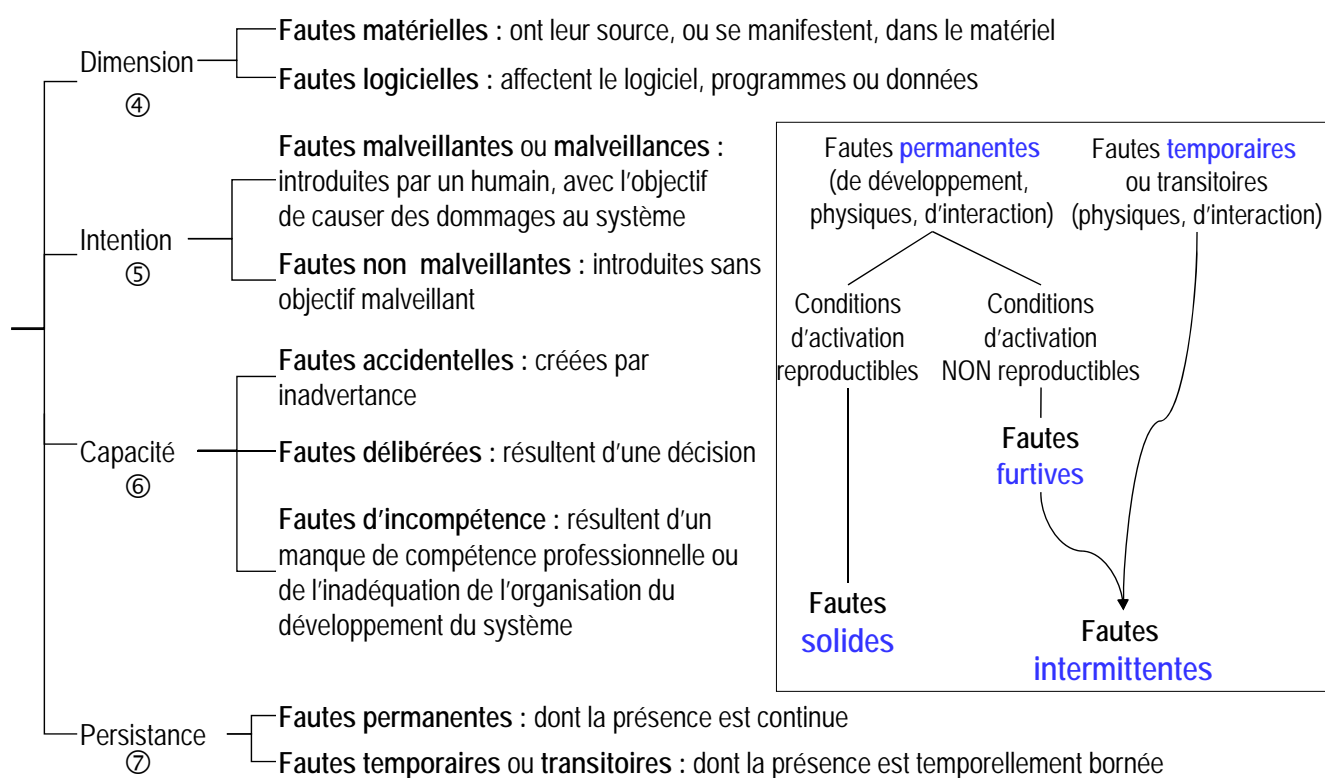 Dimension
④
Fautes matérielles : ont leur source, ou se manifestent, dans le matériel
Fautes logicielles : affectent le logiciel, programmes ou données
Intention
⑤
Fautes malveillantes ou malveillances :
introduites par un humain, avec l'objectif
de causer des dommages au système
Fautes non malveillantes : introduites sans
objectif malveillant
Capacité
⑥
Fautes accidentelles : créées par
inadvertance
Fautes délibérées : résultent d'une décision
Fautes d'incompétence : résultent d'un
manque de compétence professionnelle ou
de l'inadéquation de l'organisation du
développement du système
Persistance
⑦
Fautes permanentes : dont la présence est continue
Fautes temporaires ou transitoires : dont la présence est temporellement bornée
Fautes permanentes
(de développement,
physiques, d'interaction)
Fautes temporaires
ou transitoires
(physiques, d'interaction)
Conditions
d'activation
reproductibles
Conditions
d'activation
NON reproductibles
Fautes
furtives
Fautes
solides
Fautes
intermittentes